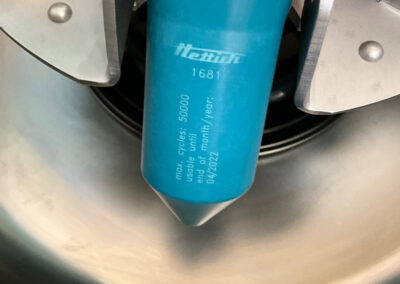 Hettich
1681
max. cycles: 50000
usable until
end of month/year:
04/2022